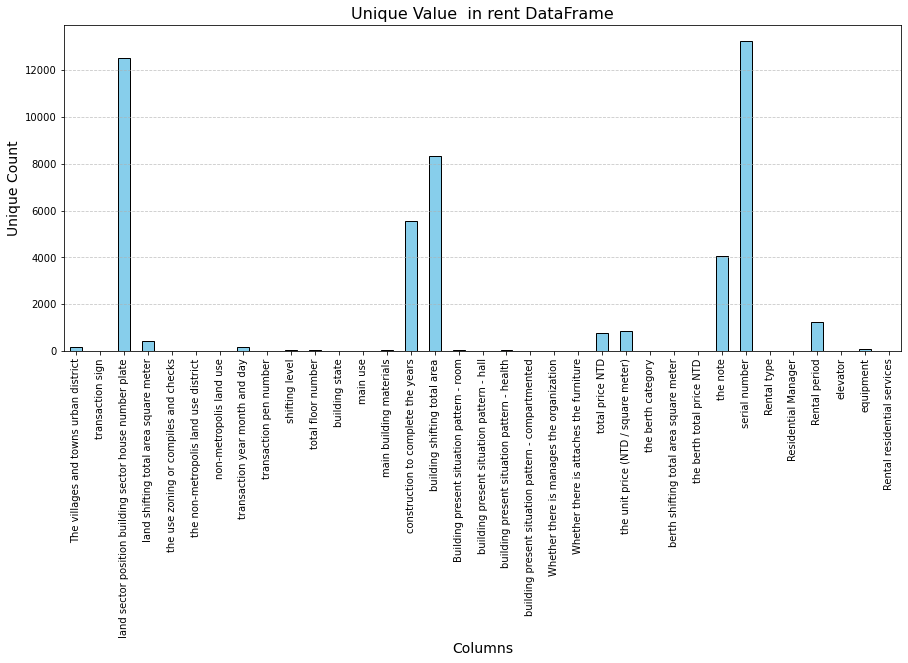 Unique Value  in rent DataFrame
Unique Count
12000
10000
8000
6000
4000
2000
0
The villages and towns urban district
transaction sign
land sector position building sector house number plate
land shifting total area square meter
the use zoning or compiles and checks
the non-metropolis land use district
non-metropolis land use
transaction year month and day
transaction pen number
shifting level
total floor number
building state
main use
main building materials
construction to complete the years
building shifting total area
Building present situation pattern - room
building present situation pattern - hall
building present situation pattern - health
building present situation pattern - compartmented
Whether there is manages the organization
Whether there is attaches the furniture
total price NTD
the unit price (NTD / square meter)
the berth category
berth shifting total area square meter
the berth total price NTD
the note
serial number
Rental type
Residential Manager
Rental period
elevator
equipment
Rental residential services
Columns